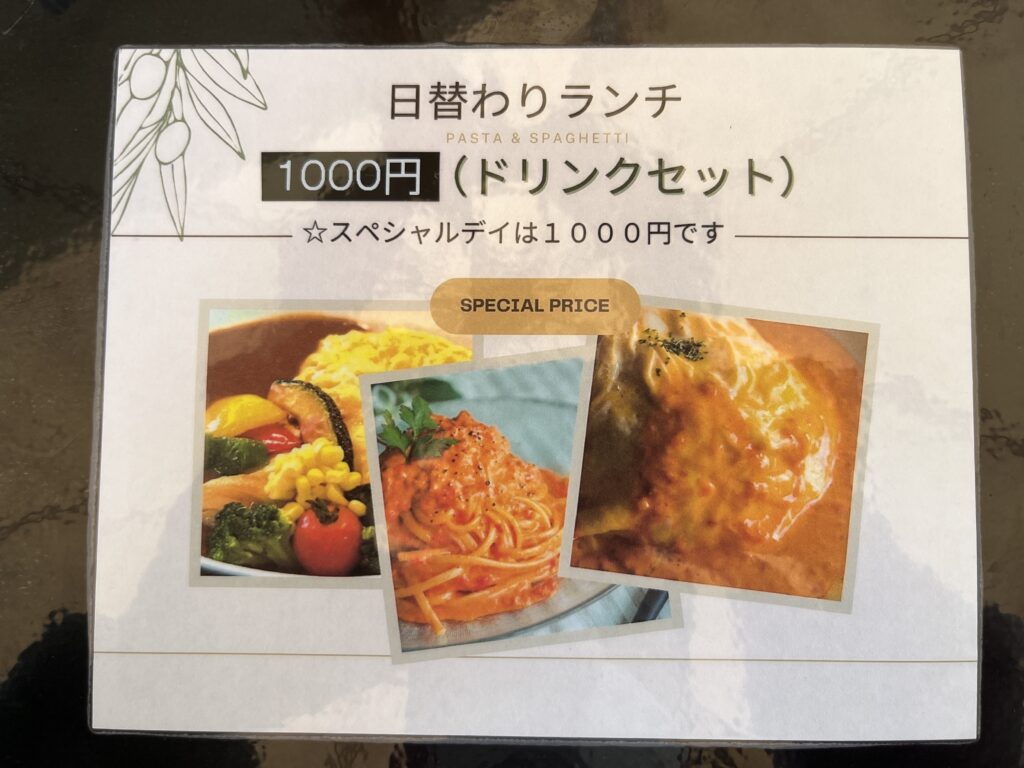 日替わりランチ
PASTA & SPAGHETTI
1000円（ドリンクセット）
☆スペシャルデイは１０００円です
SPECIAL PRICE